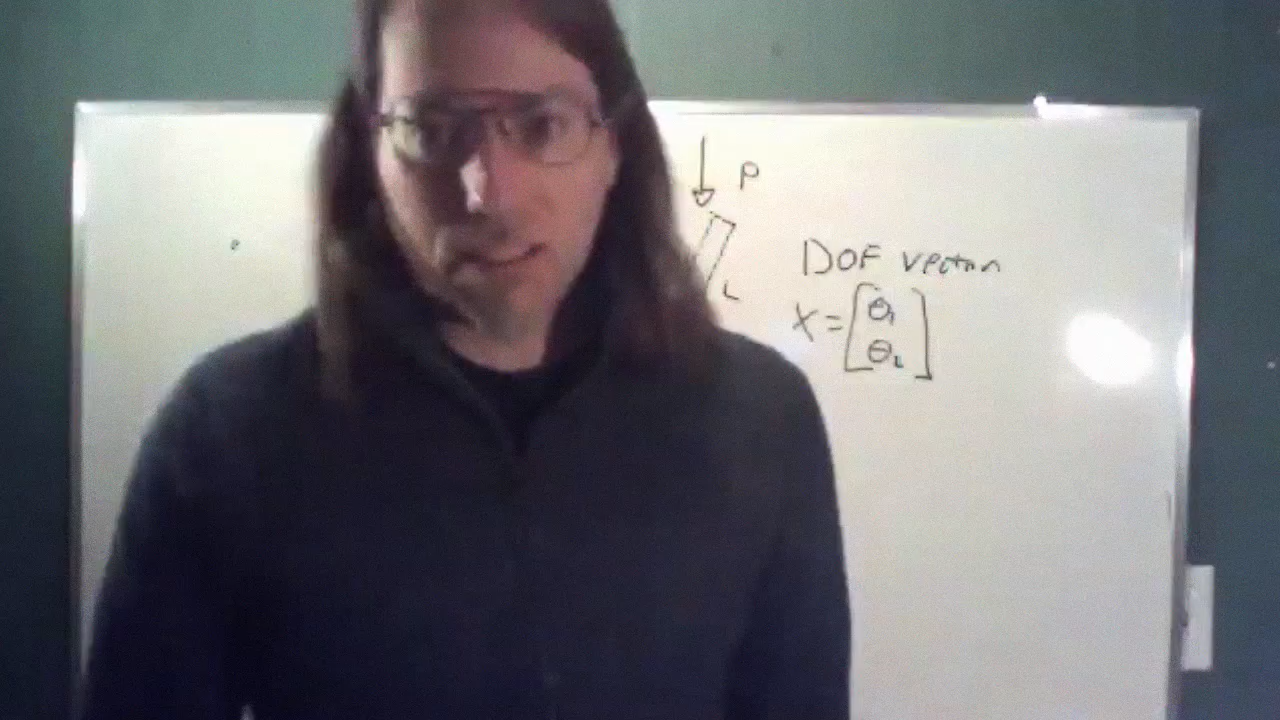 P
DOF vector
L
x = [θ₁
θ₂]